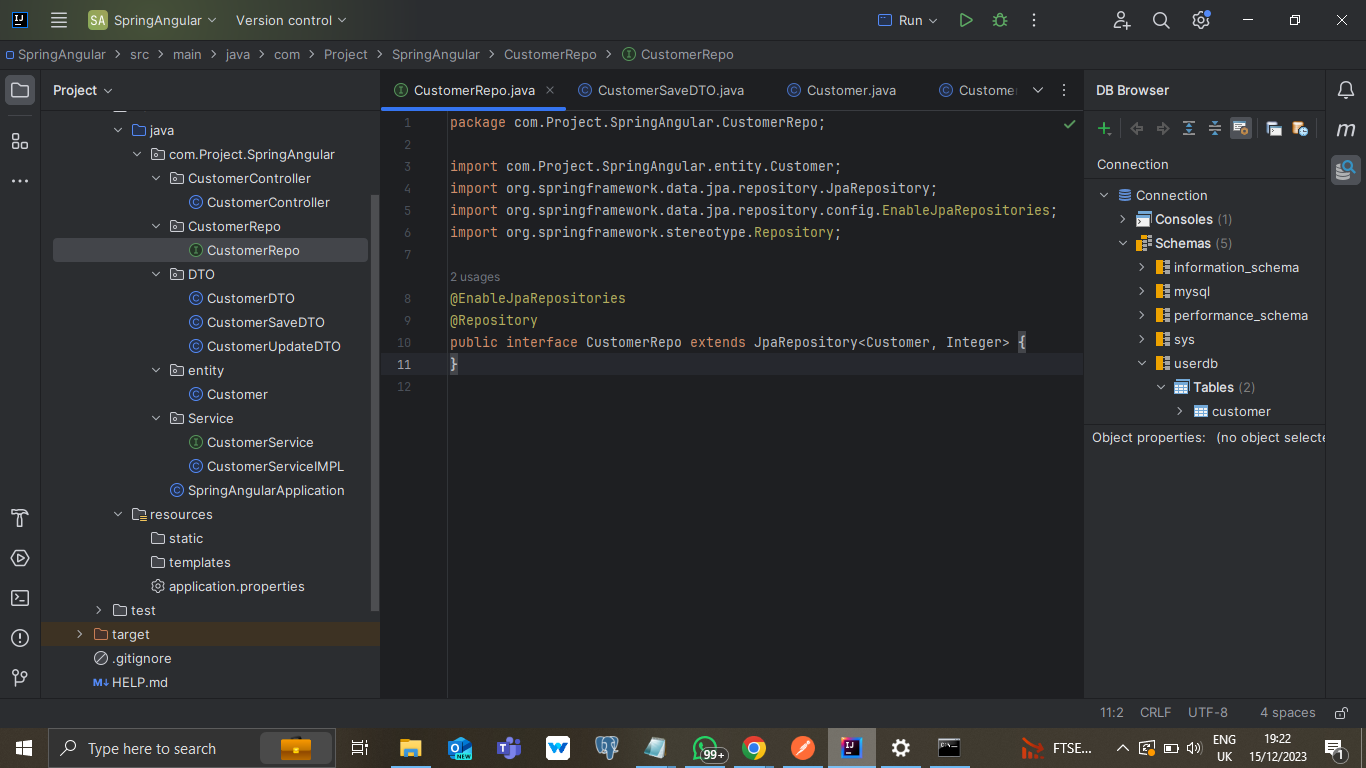 SA SpringAngular Version control Run
SpringAngular > src > main > java > com > Project > SpringAngular > CustomerRepo > CustomerRepo
Project
java
com.Project.SpringAngular
CustomerController
CustomerController
CustomerRepo
CustomerRepo
DTO
CustomerDTO
CustomerSaveDTO
CustomerUpdateDTO
entity
Customer
Service
CustomerService
CustomerServiceIMPL
SpringAngularApplication
resources
static
templates
application.properties
test
target
.gitignore
M↓ HELP.md
CustomerRepo.java CustomerSaveDTO.java Customer.java Custome
1 package com.Project.SpringAngular.CustomerRepo;
2
3 import com.Project.SpringAngular.entity.Customer;
4 import org.springframework.data.jpa.repository.JpaRepository;
5 import org.springframework.data.jpa.repository.config.EnableJpaRepositories;
6 import org.springframework.stereotype.Repository;
7
2 usages
8 @EnableJpaRepositories
9 @Repository
10 public interface CustomerRepo extends JpaRepository<Customer, Integer> {
11 }
12
DB Browser
Connection
Connection
Consoles (1)
Schemas (5)
information_schema
mysql
performance_schema
sys
userdb
Tables (2)
customer
Object properties: (no object selecte
m
11:2 CRLF UTF-8 4 spaces
Type here to search
NEW
99+
FTSE...
ENG
UK
19:22
15/12/2023
1